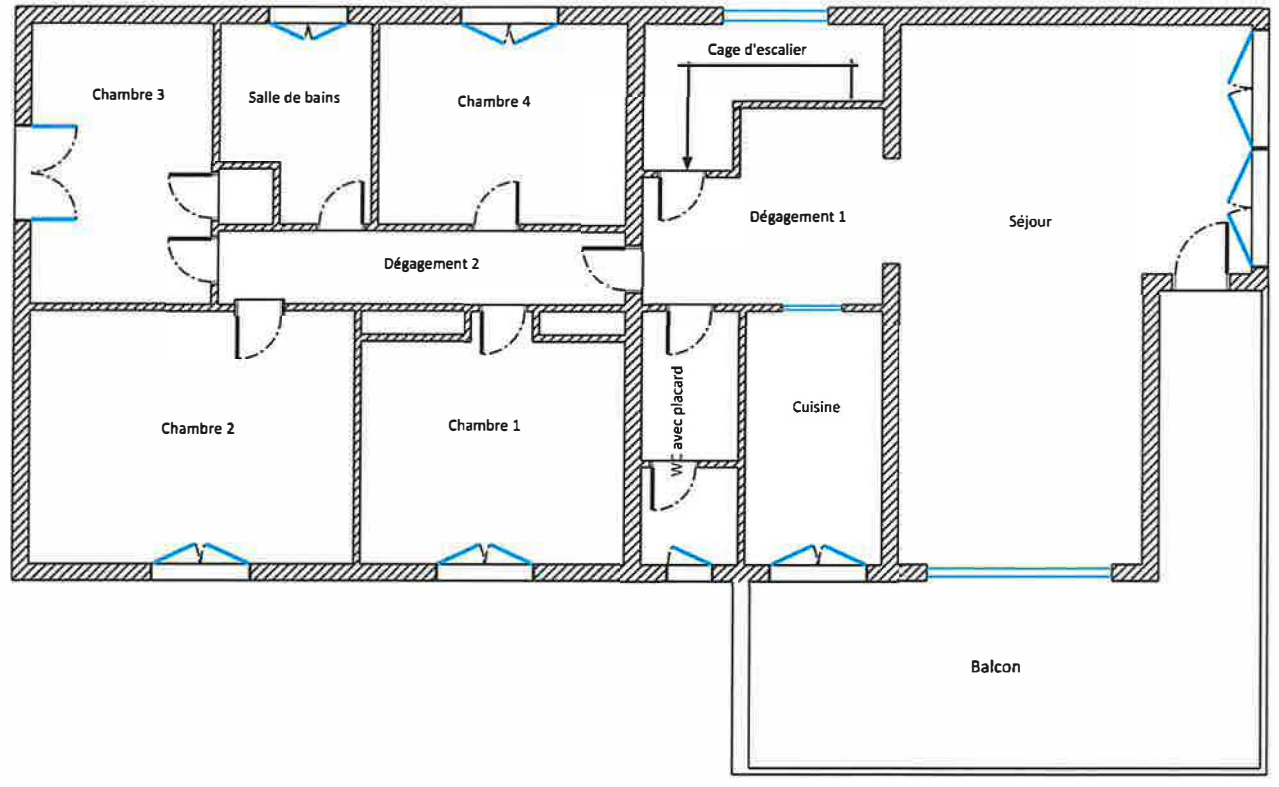 Cage d'escalier
Chambre 3
Salle de bains
Chambre 4
Dégagement 1
Séjour
Dégagement 2
Chambre 2
Chambre 1
WC avec placard
Cuisine
Balcon